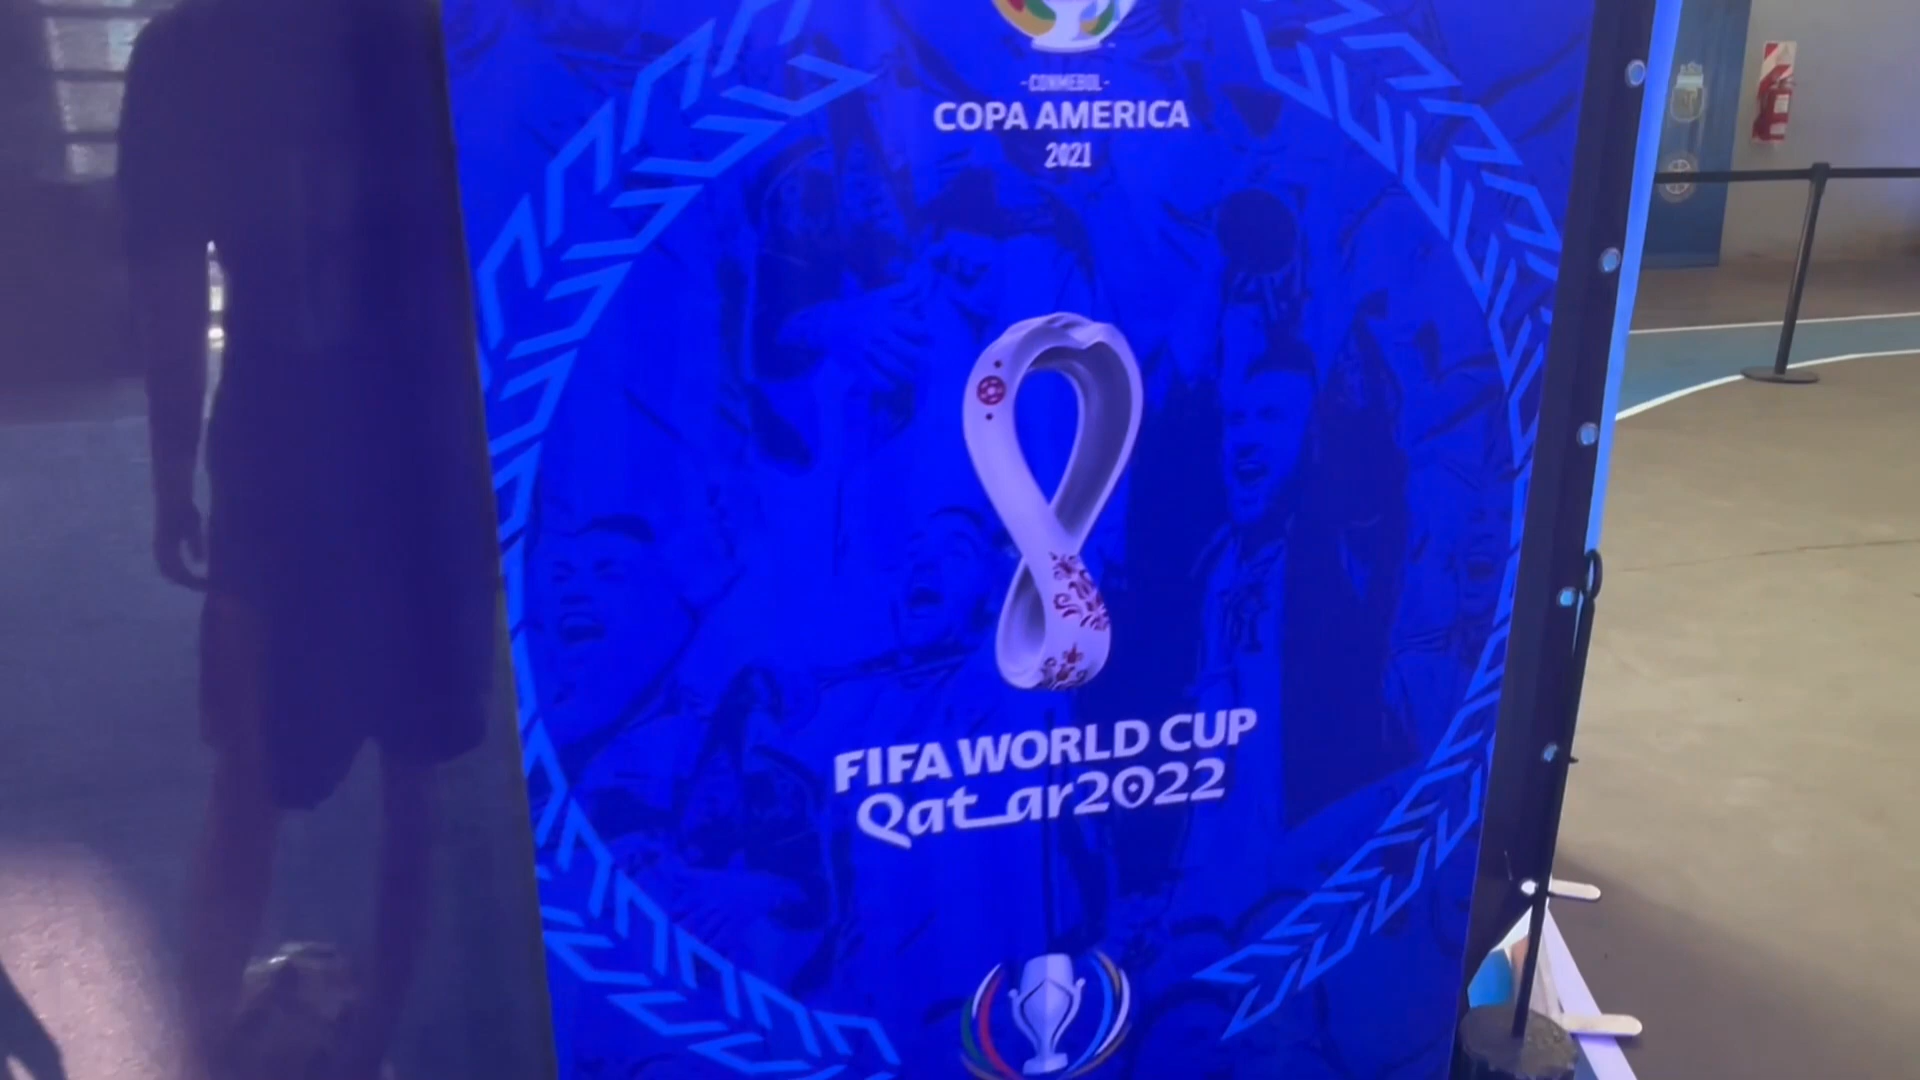 -CONMEBOL-
COPA AMERICA
2021
FIFA WORLD CUP
Qatar2022